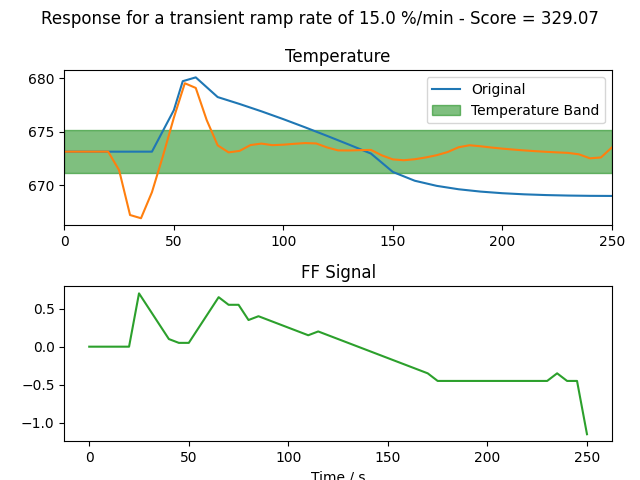 Response for a transient ramp rate of 15.0 %/min - Score = 329.07
Temperature
680
675
670
Original
Temperature Band
0 50 100 150 200 250
FF Signal
0.5
0.0
−0.5
−1.0
0 50 100 150 200 250
Time / s